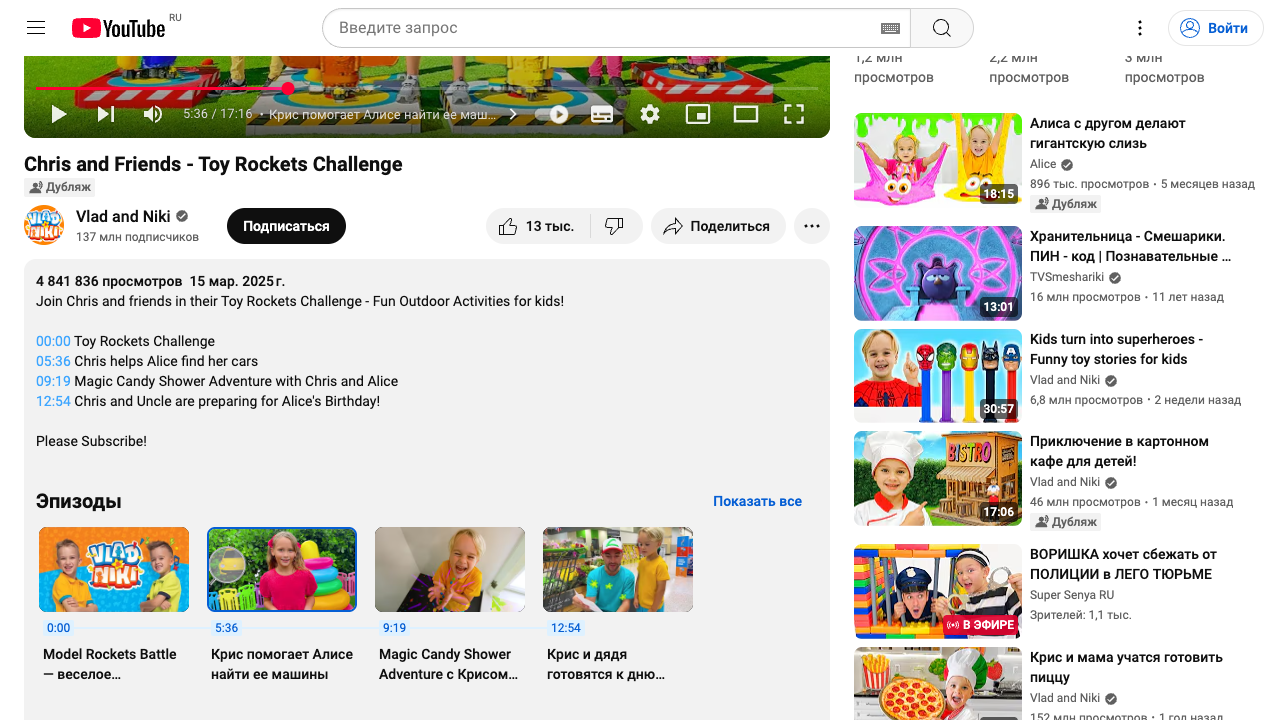 YouTube RU
Введите запрос
Войти
1,2 млн
просмотров
2,2 млн
просмотров
3 млн
просмотров
5:36 / 17:16 • Крис помогает Алисе найти ее маш…
Chris and Friends - Toy Rockets Challenge
Дубляж
Vlad and Niki
137 млн подписчиков
Подписаться
13 тыс.
Поделиться
4 841 836 просмотров 15 мар. 2025 г.
Join Chris and friends in their Toy Rockets Challenge - Fun Outdoor Activities for kids!
00:00 Toy Rockets Challenge
05:36 Chris helps Alice find her cars
09:19 Magic Candy Shower Adventure with Chris and Alice
12:54 Chris and Uncle are preparing for Alice's Birthday!
Please Subscribe!
Эпизоды
Показать все
VLAD & NIKI
0:00
Model Rockets Battle
— веселое…
5:36
Крис помогает Алисе
найти ее машины
9:19
Magic Candy Shower
Adventure с Крисом…
12:54
Крис и дядя
готовятся к дню…
18:15
Алиса с другом делают
гигантскую слизь
Alice
896 тыс. просмотров • 5 месяцев назад
Дубляж
13:01
Хранительница - Смешарики.
ПИН - код | Познавательные …
TVSmeshariki
16 млн просмотров • 11 лет назад
30:57
Kids turn into superheroes -
Funny toy stories for kids
Vlad and Niki
6,8 млн просмотров • 2 недели назад
BISTRO
17:06
Приключение в картонном
кафе для детей!
Vlad and Niki
46 млн просмотров • 1 месяц назад
Дубляж
В ЭФИРЕ
ВОРИШКА хочет сбежать от
ПОЛИЦИИ в ЛЕГО ТЮРЬМЕ
Super Senya RU
Зрителей: 1,1 тыс.
Крис и мама учатся готовить
пиццу
Vlad and Niki
152 млн просмотров • 1 год назад